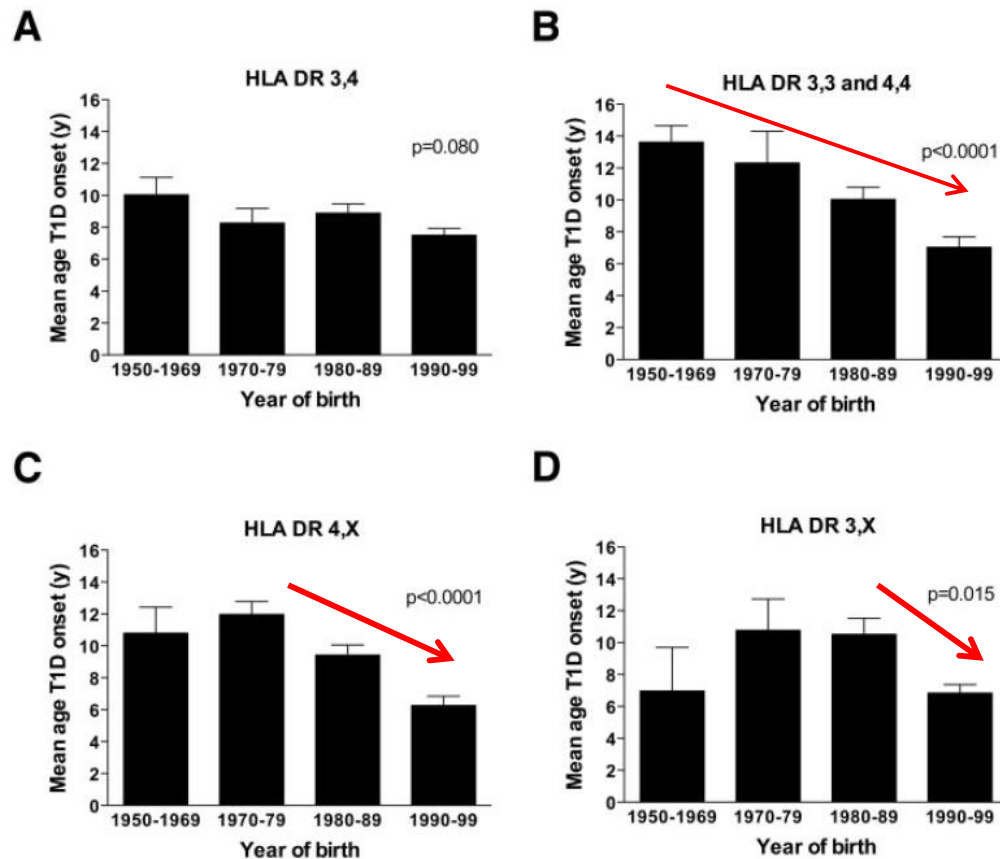 A
HLA DR 3,4
Mean age T1D onset (y)
16
14
12
10
8
6
4
2
0
p=0.080
1950-1969 1970-79 1980-89 1990-99
Year of birth
B
HLA DR 3,3 and 4,4
Mean age T1D onset (y)
16
14
12
10
8
6
4
2
0
p<0.0001
1950-1969 1970-79 1980-89 1990-99
Year of birth
C
HLA DR 4,X
Mean age T1D onset (y)
16
14
12
10
8
6
4
2
0
p<0.0001
1950-1969 1970-79 1980-89 1990-99
Year of birth
D
HLA DR 3,X
Mean age T1D onset (y)
16
14
12
10
8
6
4
2
0
p=0.015
1950-1969 1970-79 1980-89 1990-99
Year of birth